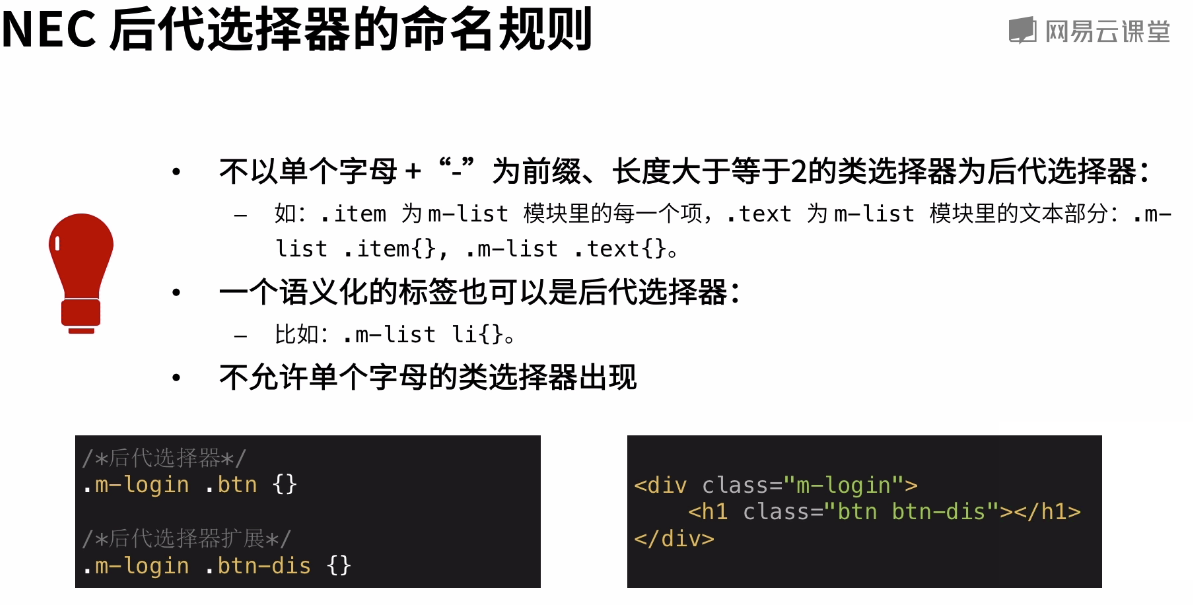 NEC 后代选择器的命名规则
网易云课堂
• 不以单个字母 + “-” 为前缀、长度大于等于2的类选择器为后代选择器：
– 如：.item 为 m-list 模块里的每一个项，.text 为 m-list 模块里的文本部分：.m-
list .item{}, .m-list .text{}。
• 一个语义化的标签也可以是后代选择器：
– 比如：.m-list li{}。
• 不允许单个字母的类选择器出现
/*后代选择器*/
.m-login .btn {}
/*后代选择器扩展*/
.m-login .btn-dis {}
<div class="m-login">
<h1 class="btn btn-dis"></h1>
</div>